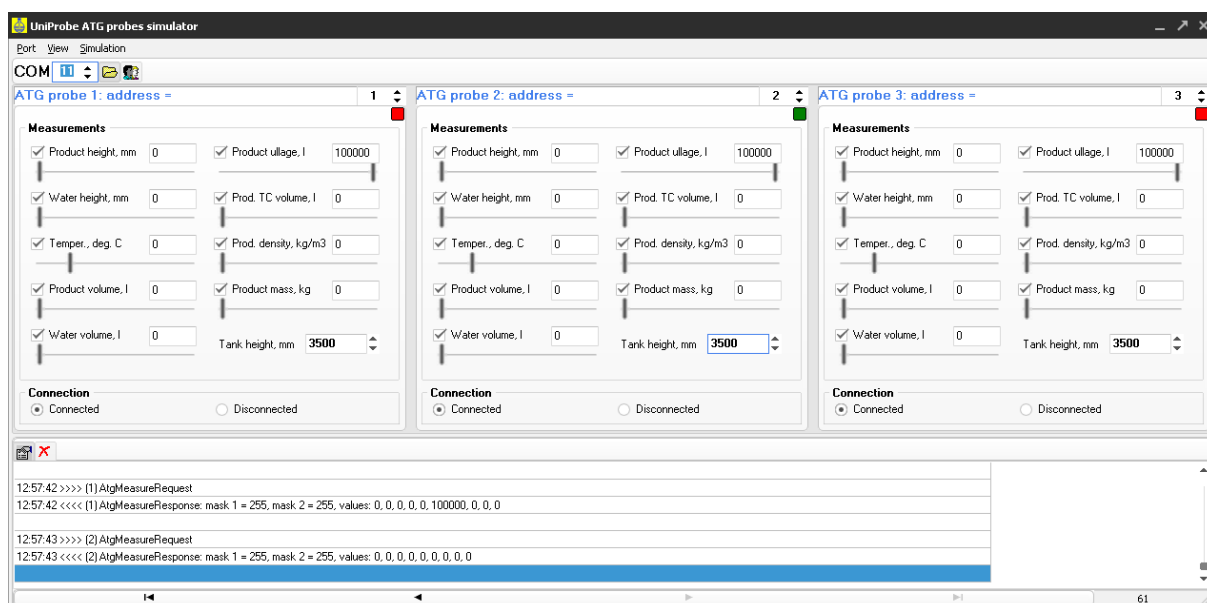 UniProbe ATG probes simulator
Port View Simulation
COM 11
ATG probe 1: address = 1
Measurements
Product height, mm 0 Product ullage, l 100000
Water height, mm 0 Prod. TC volume, l 0
Temper., deg. C 0 Prod. density, kg/m3 0
Product volume, l 0 Product mass, kg 0
Water volume, l 0 Tank height, mm 3500
Connection
Connected Disconnected
ATG probe 2: address = 2
Measurements
Product height, mm 0 Product ullage, l 100000
Water height, mm 0 Prod. TC volume, l 0
Temper., deg. C 0 Prod. density, kg/m3 0
Product volume, l 0 Product mass, kg 0
Water volume, l 0 Tank height, mm 3500
Connection
Connected Disconnected
ATG probe 3: address = 3
Measurements
Product height, mm 0 Product ullage, l 100000
Water height, mm 0 Prod. TC volume, l 0
Temper., deg. C 0 Prod. density, kg/m3 0
Product volume, l 0 Product mass, kg 0
Water volume, l 0 Tank height, mm 3500
Connection
Connected Disconnected
12:57:42 >>>> (1) AtgMeasureRequest
12:57:42 <<<< (1) AtgMeasureResponse: mask 1 = 255, mask 2 = 255, values: 0, 0, 0, 0, 0, 100000, 0, 0, 0
12:57:43 >>>> (2) AtgMeasureRequest
12:57:43 <<<< (2) AtgMeasureResponse: mask 1 = 255, mask 2 = 255, values: 0, 0, 0, 0, 0, 0, 0, 0, 0
61